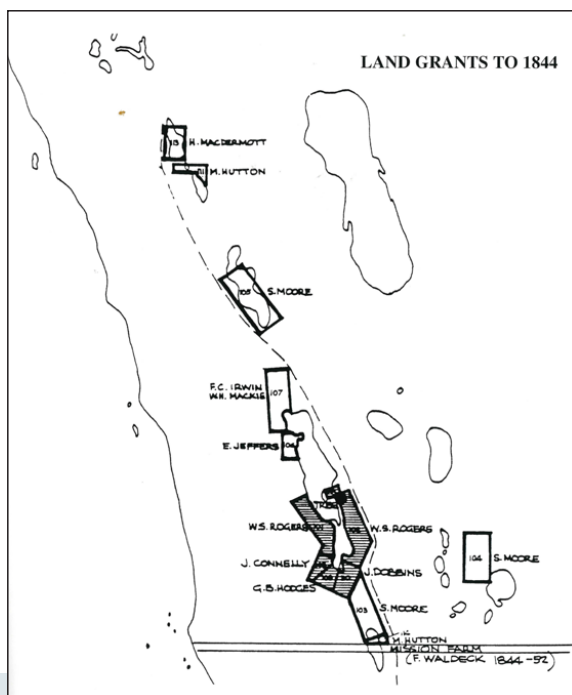 LAND GRANTS TO 1844
H. MACDERMOTT
M. HUTTON
105
S. MOORE
F.C. IRWIN
W.H. MACKIE
107
E. JEFFERS
W.S. ROGERS
W.S. ROGERS
104
S. MOORE
J. CONNELLY
J. DOBBINS
G.B. HODGES
103
S. MOORE
M. HUTTON
MISSION FARM
(F. WALDECK 1844-52)